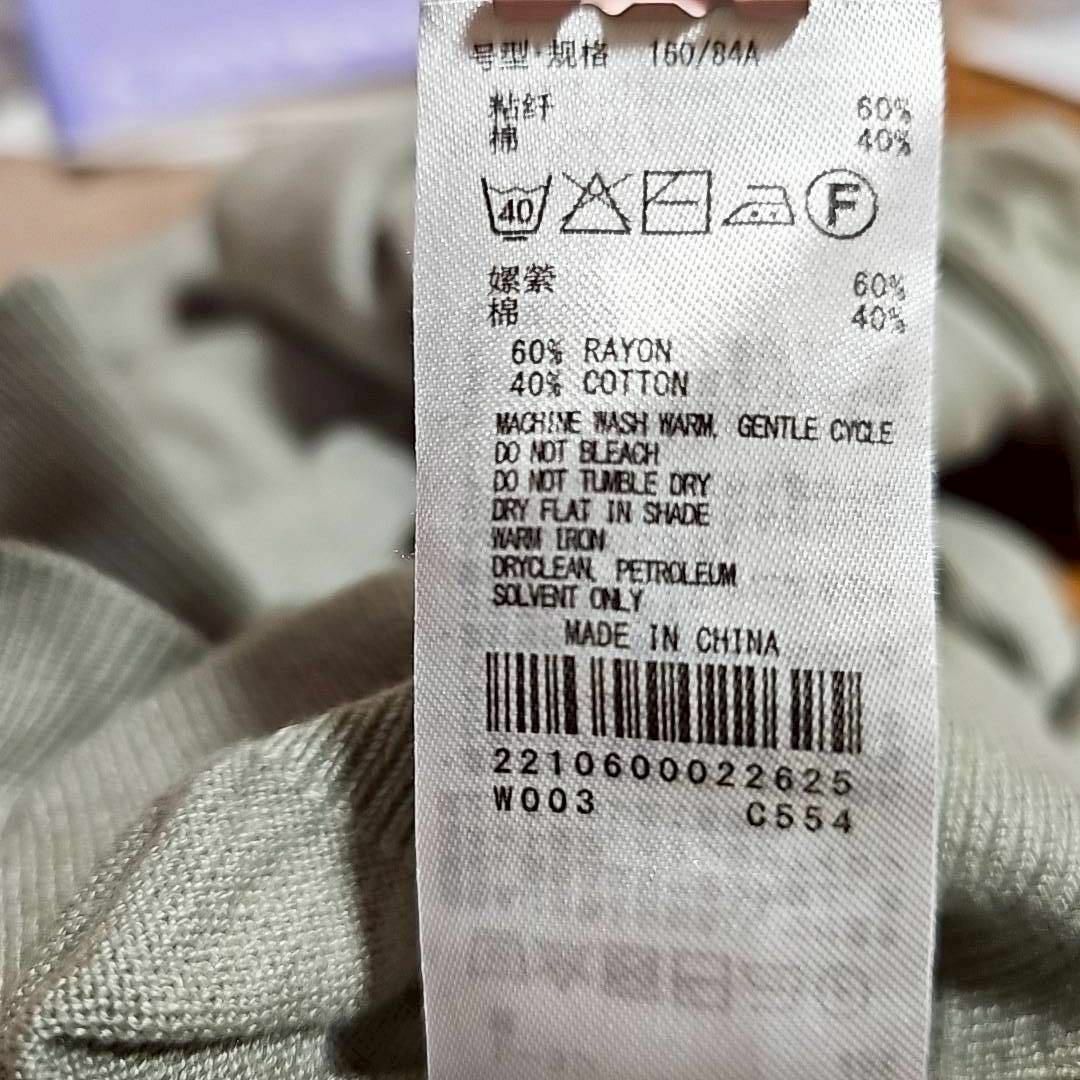 号型·规格 160/84A
粘纤 60%
棉 40%
40 F
嫘縈 60%
棉 40%
60% RAYON
40% COTTON
MACHINE WASH WARM, GENTLE CYCLE
DO NOT BLEACH
DO NOT TUMBLE DRY
DRY FLAT IN SHADE
WARM IRON
DRYCLEAN, PETROLEUM
SOLVENT ONLY
MADE IN CHINA
2210600022625
W003 C554